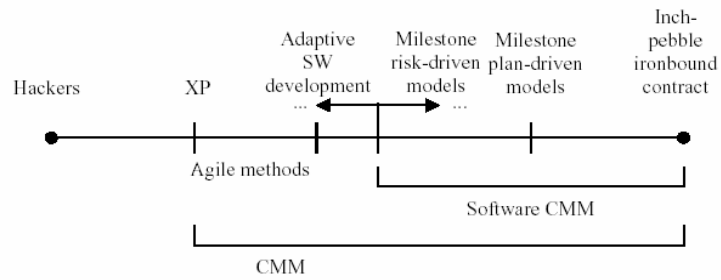 Hackers
XP
Adaptive
SW
development
...
Milestone
risk-driven
models
...
Milestone
plan-driven
models
Inch-
pebble
ironbound
contract
Agile methods
Software CMM
CMM